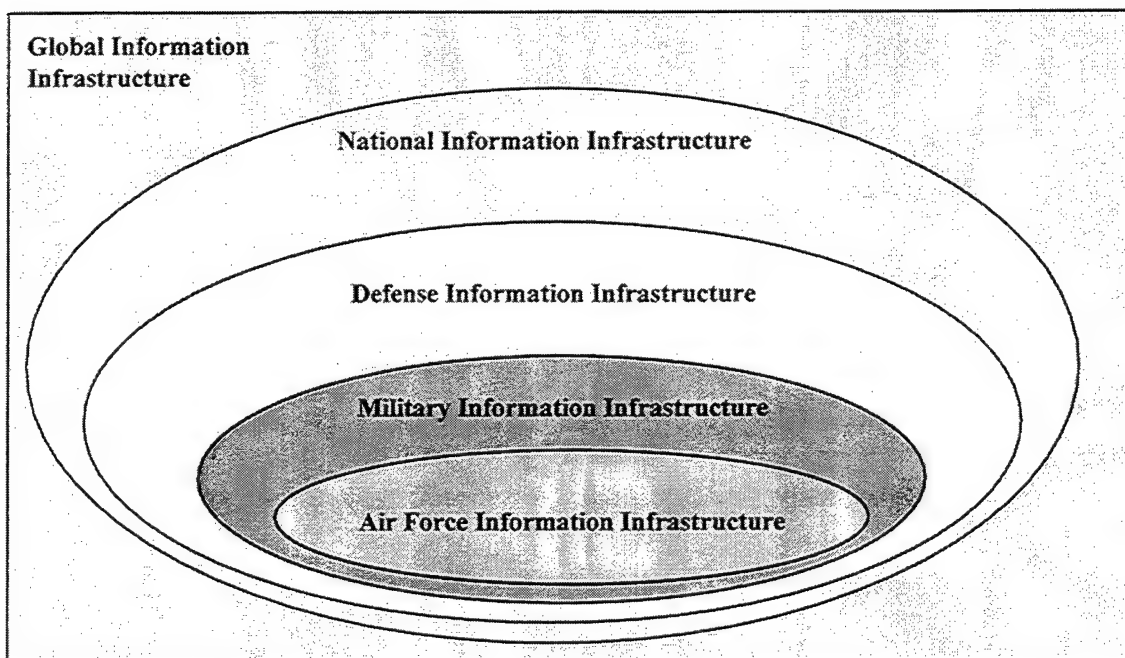 Global Information
Infrastructure
National Information Infrastructure
Defense Information Infrastructure
Military Information Infrastructure
Air Force Information Infrastructure